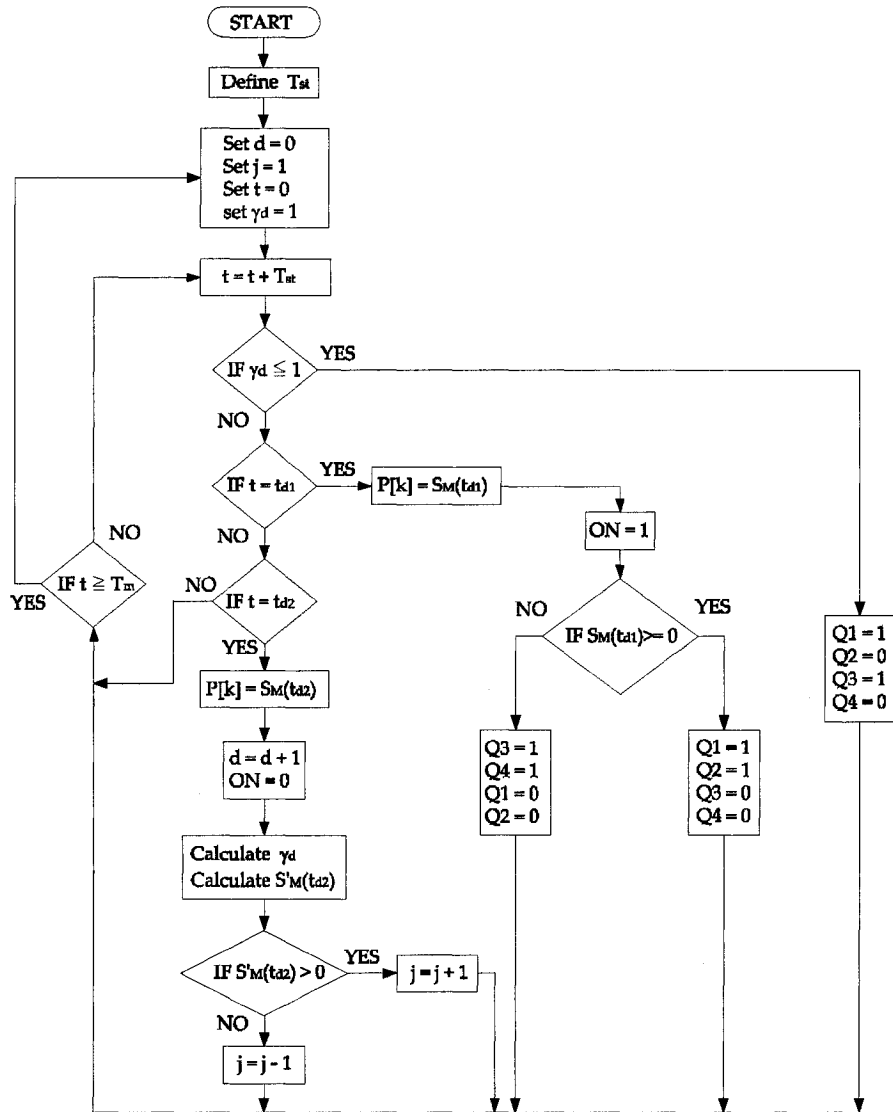 START
Define Tst
Set d = 0
Set j = 1
Set t = 0
set γd = 1
t = t + Tst
IF γd ≦ 1
YES
NO
IF t = td1
YES
P[k] = SM(td1)
NO
ON = 1
IF t ≧ Tm
NO
YES
IF t = td2
NO
YES
IF SM(td1)>= 0
NO
YES
Q1 = 1
Q2 = 0
Q3 = 1
Q4 = 0
P[k] = SM(td2)
d = d + 1
ON = 0
Q3 = 1
Q4 = 1
Q1 = 0
Q2 = 0
Q1 = 1
Q2 = 1
Q3 = 0
Q4 = 0
Calculate γd
Calculate S'M(td2)
IF S'M(td2) > 0
YES
j = j + 1
NO
j = j - 1